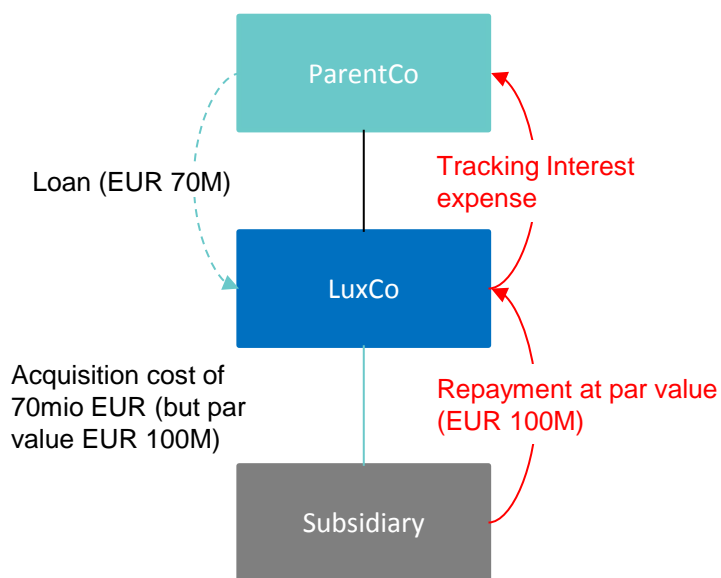 ParentCo
Loan (EUR 70M)
Tracking Interest
expense
LuxCo
Acquisition cost of
70mio EUR (but par
value EUR 100M)
Repayment at par value
(EUR 100M)
Subsidiary